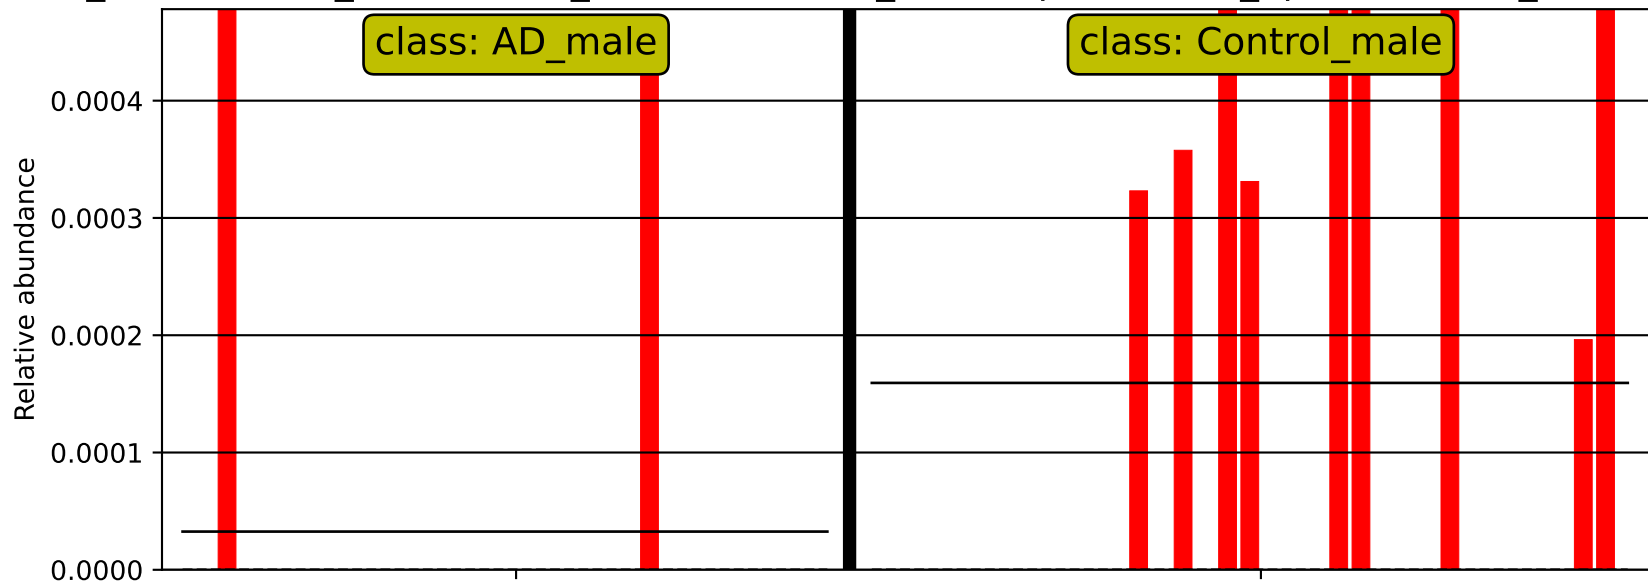 class: AD_male
class: Control_male
Relative abundance
0.0004
0.0003
0.0002
0.0001
0.0000